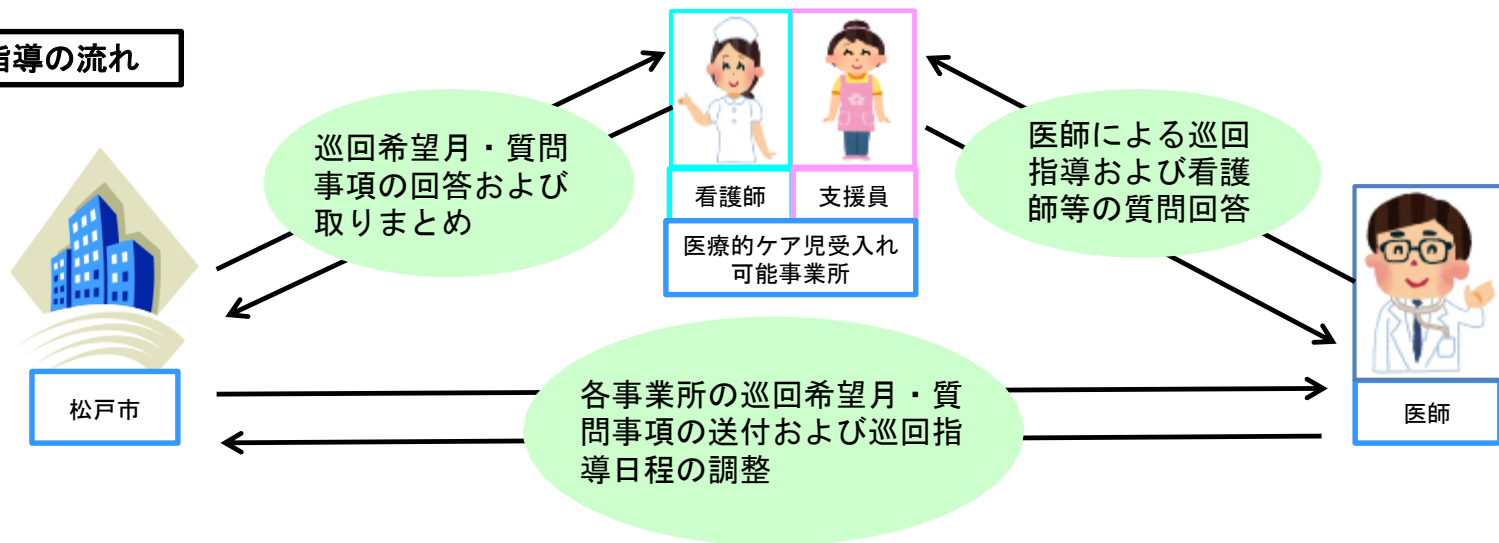 指導の流れ
巡回希望月・質問
事項の回答および
取りまとめ
看護師
支援員
医療的ケア児受入れ
可能事業所
医師による巡回
指導および看護
師等の質問回答
松戸市
各事業所の巡回希望月・質
問事項の送付および巡回指
導日程の調整
医師